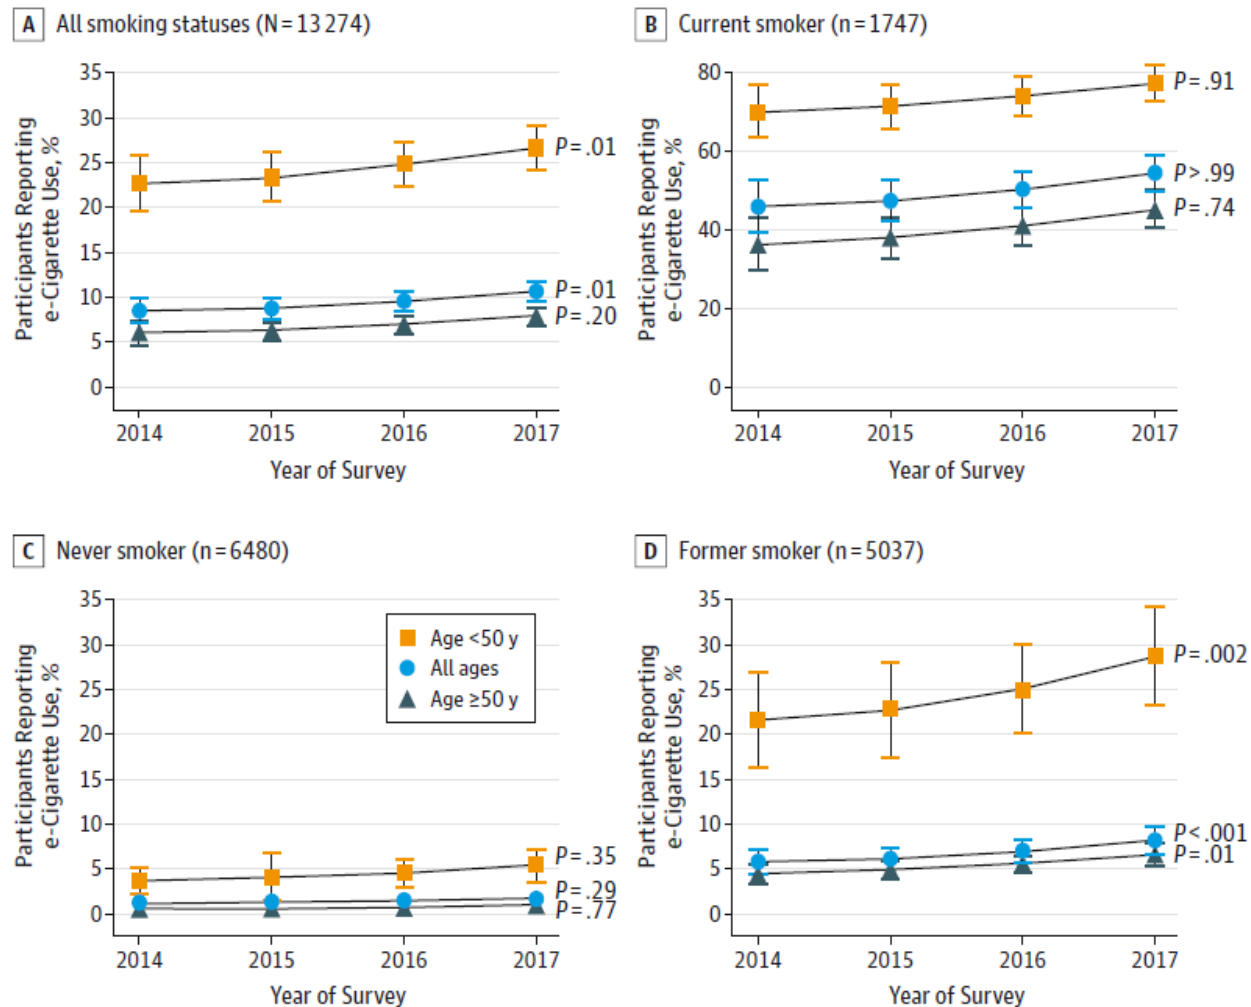 A All smoking statuses (N = 13 274)
Participants Reporting
e-Cigarette Use, %
35
30
25
20
15
10
5
0
P = .01
P = .01
P = .20
2014 2015 2016 2017
Year of Survey
B Current smoker (n = 1747)
Participants Reporting
e-Cigarette Use, %
80
60
40
20
0
P = .91
P > .99
P = .74
2014 2015 2016 2017
Year of Survey
C Never smoker (n = 6480)
Participants Reporting
e-Cigarette Use, %
35
30
25
20
15
10
5
0
Age <50 y
All ages
Age ≥50 y
P = .35
P = .29
P = .77
2014 2015 2016 2017
Year of Survey
D Former smoker (n = 5037)
Participants Reporting
e-Cigarette Use, %
35
30
25
20
15
10
5
0
P = .002
P < .001
P = .01
2014 2015 2016 2017
Year of Survey